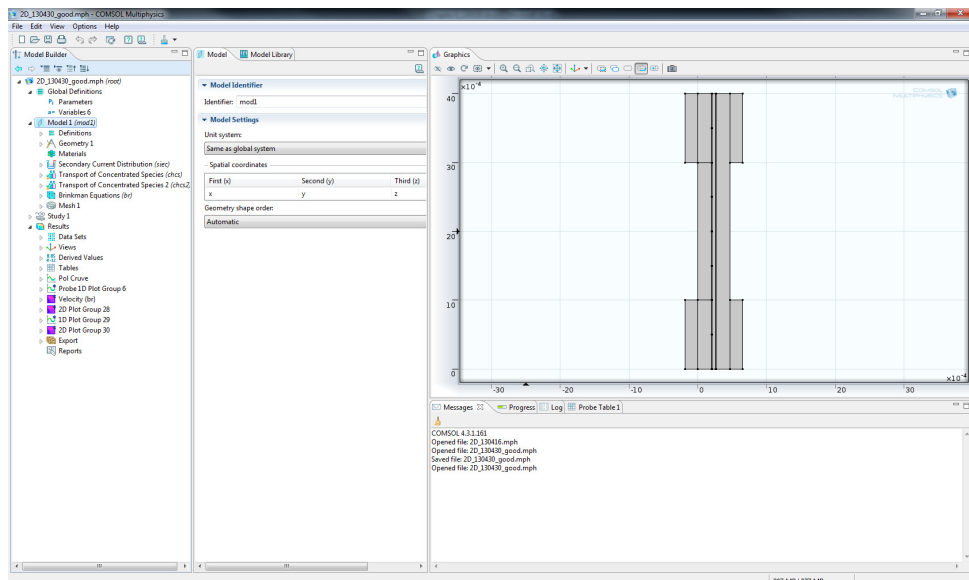 2D_130430_good.mph - COMSOL Multiphysics
File Edit View Options Help
Model Builder
2D_130430_good.mph (root)
Global Definitions
Pi Parameters
a= Variables 6
Model 1 (mod1)
Definitions
Geometry 1
Materials
Secondary Current Distribution (siec)
Transport of Concentrated Species (chcs)
Transport of Concentrated Species 2 (chcs2)
Brinkman Equations (br)
Mesh 1
Study 1
Results
Data Sets
Views
Derived Values
Tables
Pol Cruve
Probe 1D Plot Group 6
Velocity (br)
2D Plot Group 28
1D Plot Group 29
2D Plot Group 30
Export
Reports
Model Model Library
Model Identifier
Identifier: mod1
Model Settings
Unit system:
Same as global system
Spatial coordinates
First (x) Second (y) Third (z)
x y z
Geometry shape order:
Automatic
Graphics
×10⁻⁴
COMSOL
MULTIPHYSICS
40
30
20
10
0
×10⁻⁴
-30 -20 -10 0 10 20 30
Messages Progress Log Probe Table 1
COMSOL 4.3.1.161
Opened file: 2D_130416.mph
Opened file: 2D_130430_good.mph
Saved file: 2D_130430_good.mph
Opened file: 2D_130430_good.mph